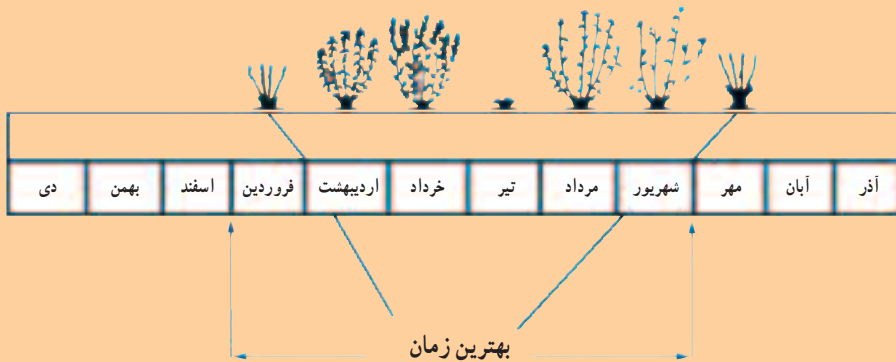 دی بهمن اسفند فروردین اردیبهشت خرداد تیر مرداد شهریور مهر آبان آذر
بهترین زمان